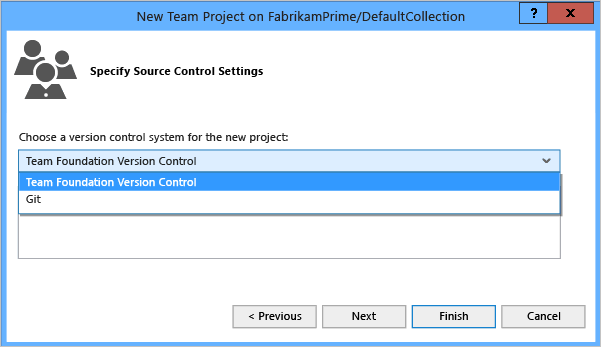 New Team Project on FabrikamPrime/DefaultCollection
? x
Specify Source Control Settings
Choose a version control system for the new project:
Team Foundation Version Control
Team Foundation Version Control
Git
< Previous Next Finish Cancel